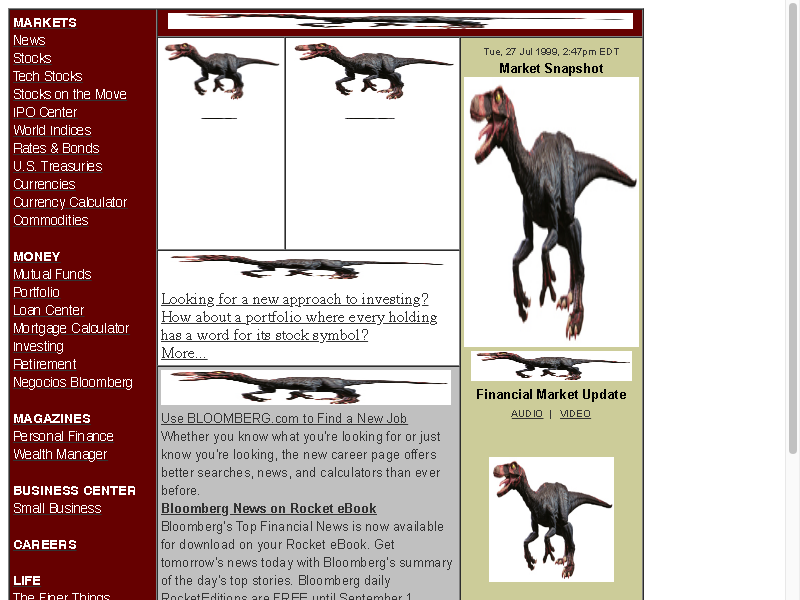 MARKETS
News
Stocks
Tech Stocks
Stocks on the Move
IPO Center
World Indices
Rates & Bonds
U.S. Treasuries
Currencies
Currency Calculator
Commodities
MONEY
Mutual Funds
Portfolio
Loan Center
Mortgage Calculator
Investing
Retirement
Negocios Bloomberg
MAGAZINES
Personal Finance
Wealth Manager
BUSINESS CENTER
Small Business
CAREERS
LIFE
The Finer Things
Looking for a new approach to investing?
How about a portfolio where every holding
has a word for its stock symbol?
More...
Use BLOOMBERG.com to Find a New Job
Whether you know what you're looking for or just
know you're looking, the new career page offers
better searches, news, and calculators than ever
before.
Bloomberg News on Rocket eBook
Bloomberg's Top Financial News is now available
for download on your Rocket eBook. Get
tomorrow's news today with Bloomberg's summary
of the day's top stories. Bloomberg daily
RocketEditions are FREE until September 1.
Tue, 27 Jul 1999, 2:47pm EDT
Market Snapshot
Financial Market Update
AUDIO | VIDEO